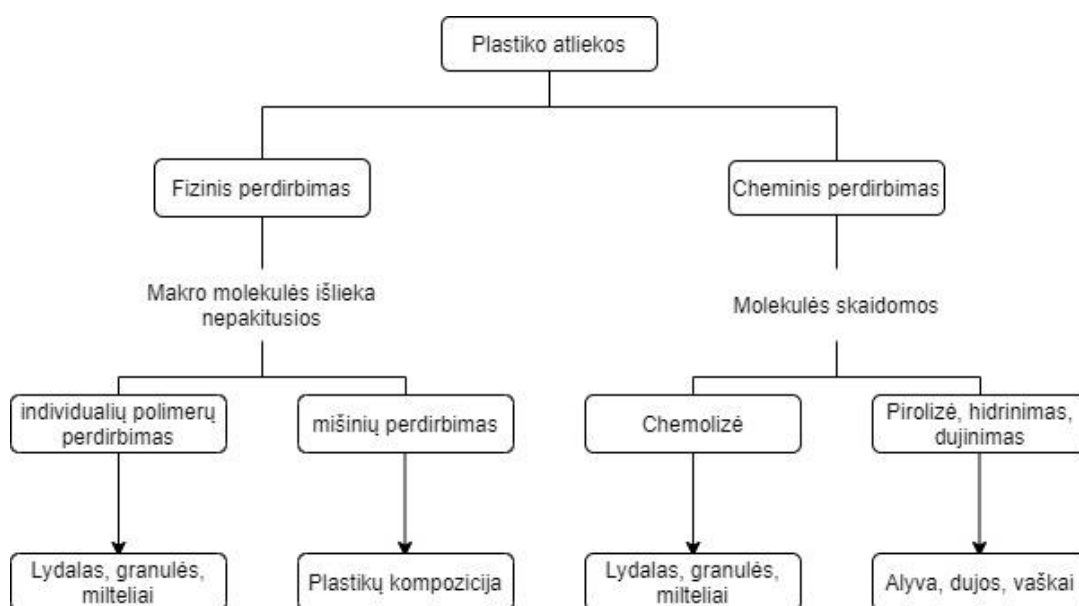 Plastiko atliekos
Fizinis perdirbimas
Cheminis perdirbimas
Makro molekulės išlieka
nepakitusios
Molekulės skaidomos
individualių polimerų
perdirbimas
mišinių perdirbimas
Chemolizė
Pirolizė, hidrinimas,
dujinimas
Lydalas, granulės,
milteliai
Plastikų kompozicija
Lydalas, granulės,
milteliai
Alyva, dujos, vaškai